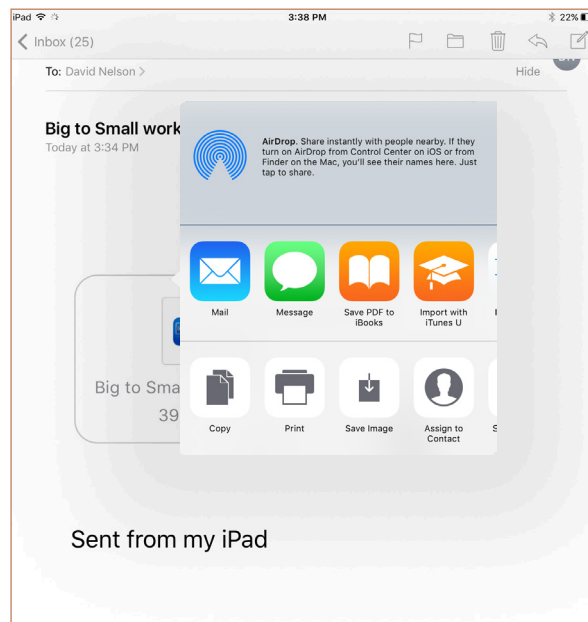 iPad 3:38 PM 22%
Inbox (25)
To: David Nelson > Hide
Big to Small work
Today at 3:34 PM
AirDrop. Share instantly with people nearby. If they
turn on AirDrop from Control Center on iOS or from
Finder on the Mac, you’ll see their names here. Just
tap to share.
Mail Message Save PDF to Import with
iBooks iTunes U
Big to Sma
39
Copy Print Save Image Assign to
Contact
Sent from my iPad